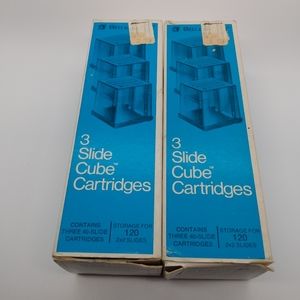 3
Slide
Cube™
Cartridges
CONTAINS
THREE 40-SLIDE
CARTRIDGES
STORAGE FOR
120
2x2 SLIDES
3
Slide
Cube™
Cartridges
CONTAINS
THREE 40-SLIDE
CARTRIDGES
STORAGE FOR
120
2x2 SLIDES